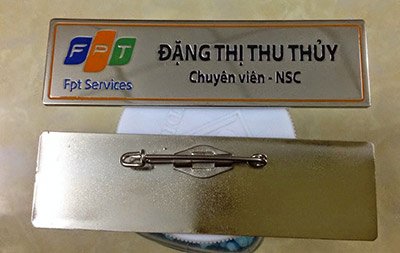 FPT
Fpt Services
ĐẶNG THỊ THU THỦY
Chuyên viên - NSC